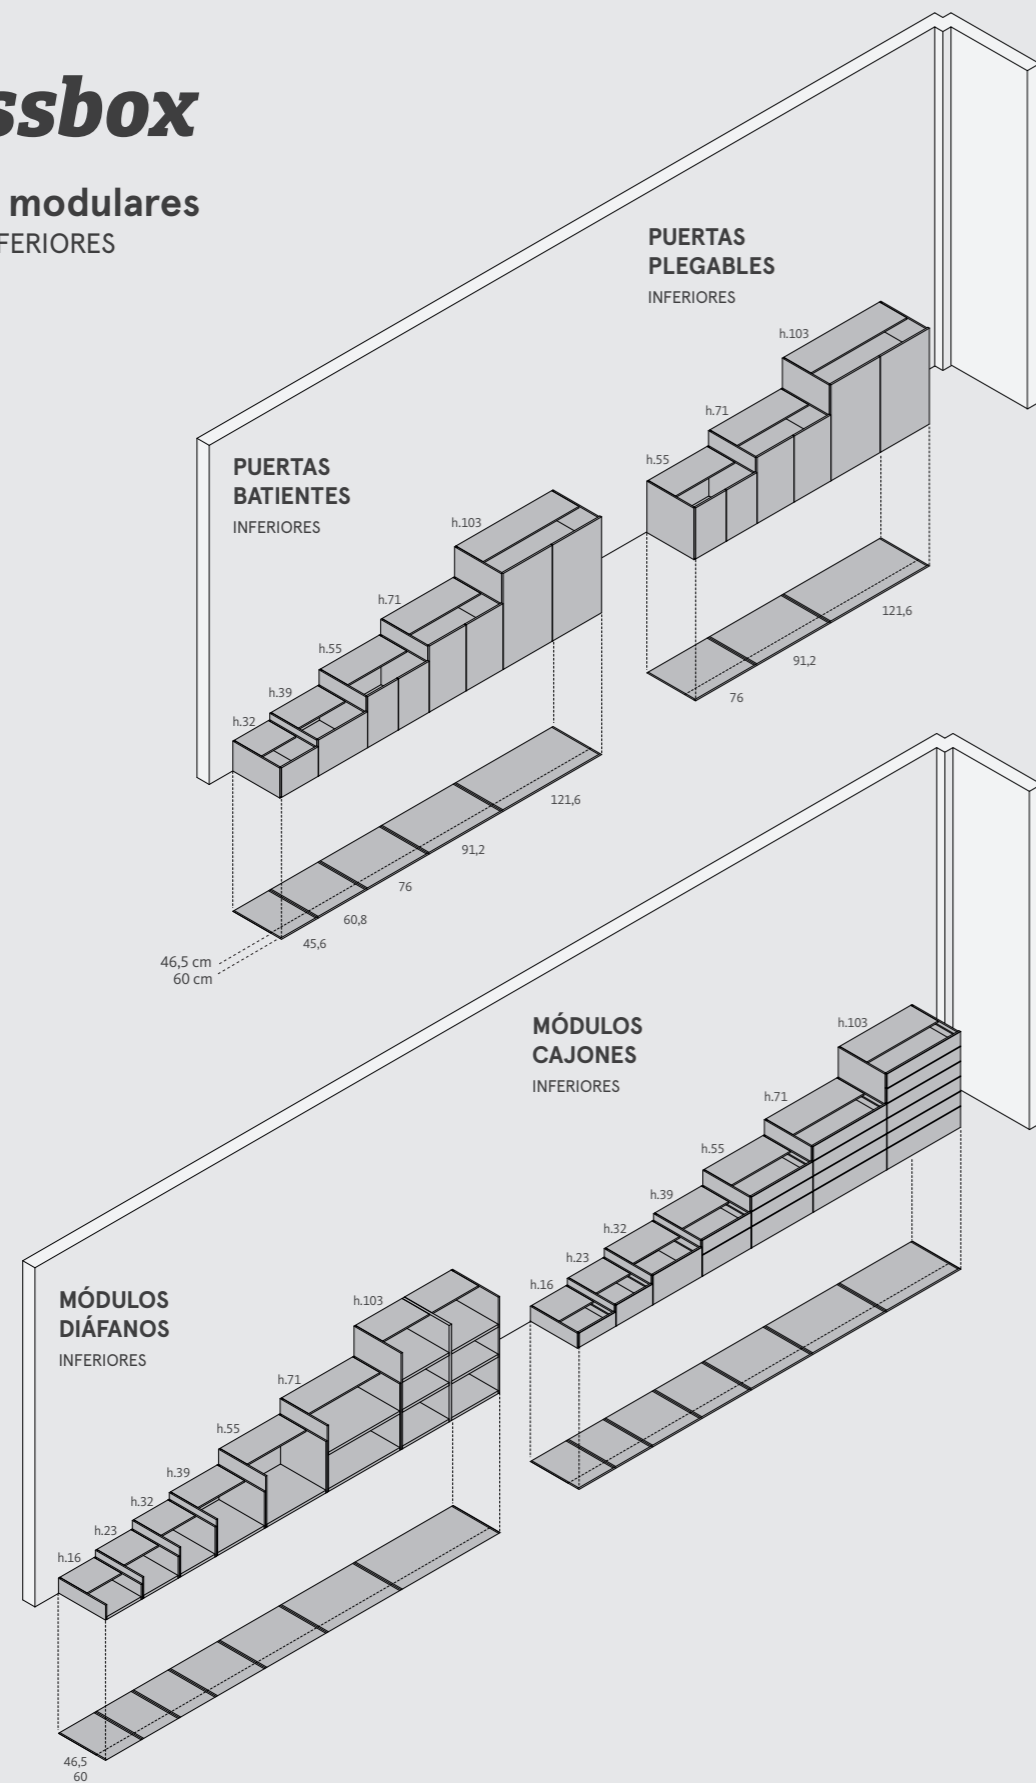 ssbox
modulares
FERIORES
PUERTAS
PLEGABLES
INFERIORES
h.103
h.71
h.55
121,6
91,2
76
PUERTAS
BATIENTES
INFERIORES
h.103
h.71
h.55
h.39
h.32
121,6
91,2
76
60,8
45,6
46,5 cm
60 cm
MÓDULOS
CAJONES
INFERIORES
h.103
h.71
h.55
h.39
h.32
h.23
h.16
MÓDULOS
DIÁFANOS
INFERIORES
h.103
h.71
h.55
h.39
h.32
h.23
h.16
46,5
60